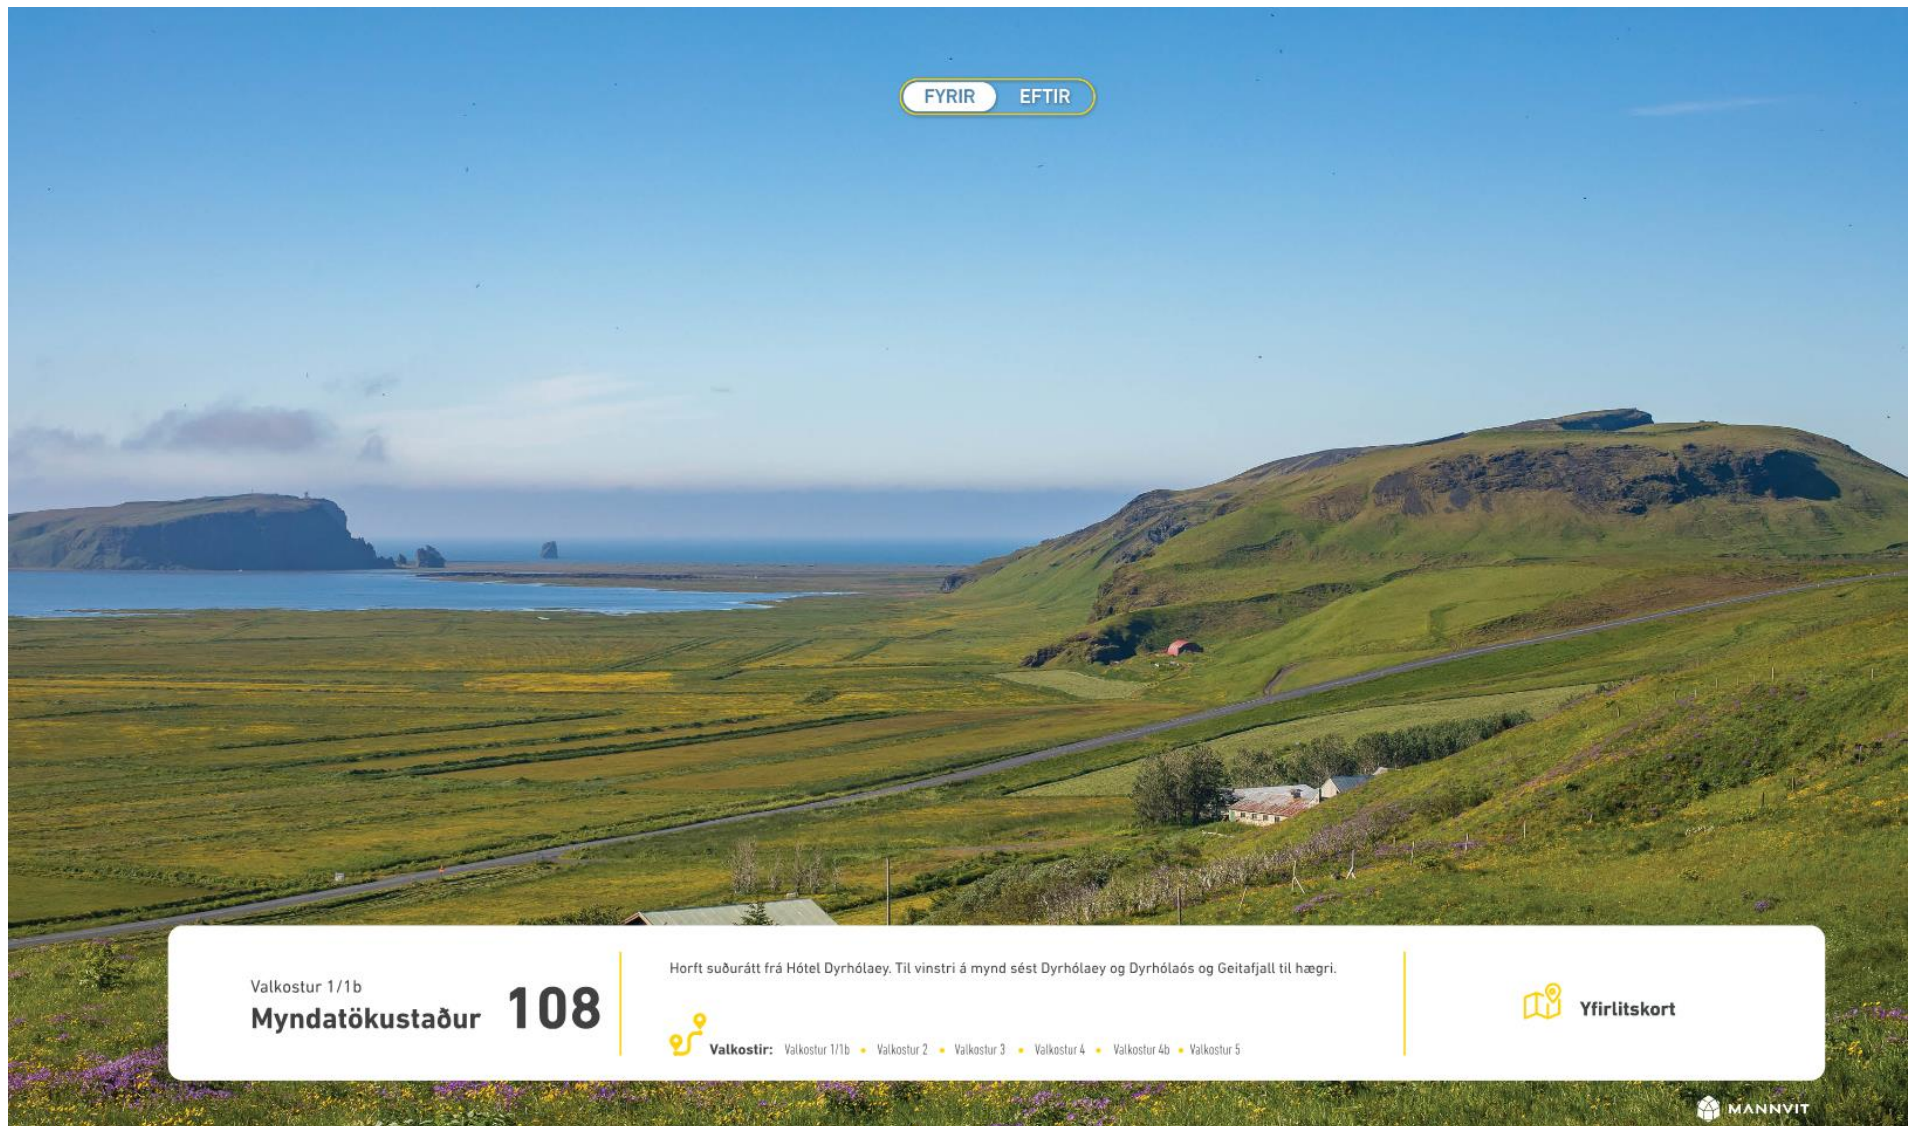 FYRIR EFTIR
Valkostur 1/1b
Myndatökustaður 108
Horft suðurátt frá Hótel Dyrhólaey. Til vinstri á mynd sést Dyrhólaey og Dyrhólaós og Geitafjall til hægri.
Valkostir: Valkostur 1/1b • Valkostur 2 • Valkostur 3 • Valkostur 4 • Valkostur 4b • Valkostur 5
Yfirlitskort
MANNVIT